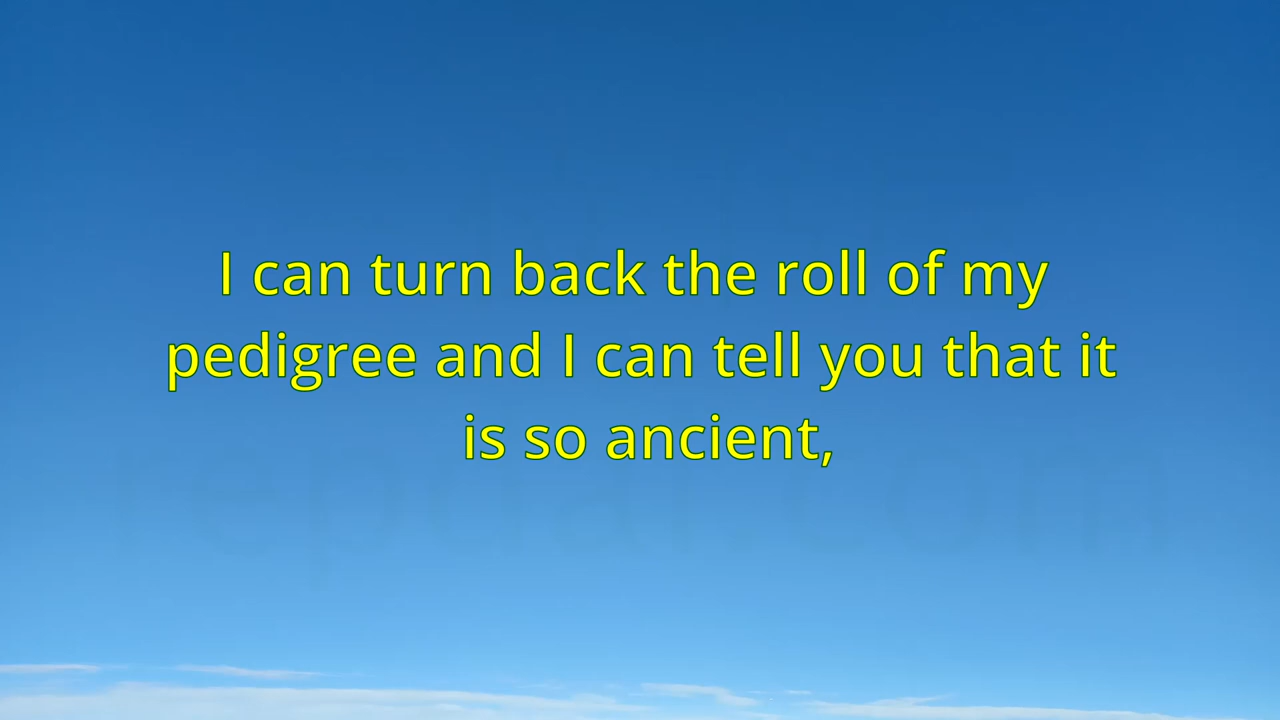 I can turn back the roll of my
pedigree and I can tell you that it
is so ancient,